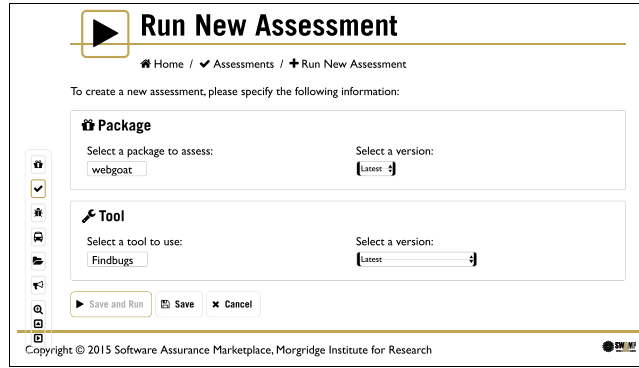 Run New Assessment
Home / Assessments / Run New Assessment
To create a new assessment, please specify the following information:
Package
Select a package to assess: Select a version:
webgoat Latest
Tool
Select a tool to use: Select a version:
Findbugs Latest
Save and Run Save Cancel
Copyright © 2015 Software Assurance Marketplace, Morgridge Institute for Research
SWAMP